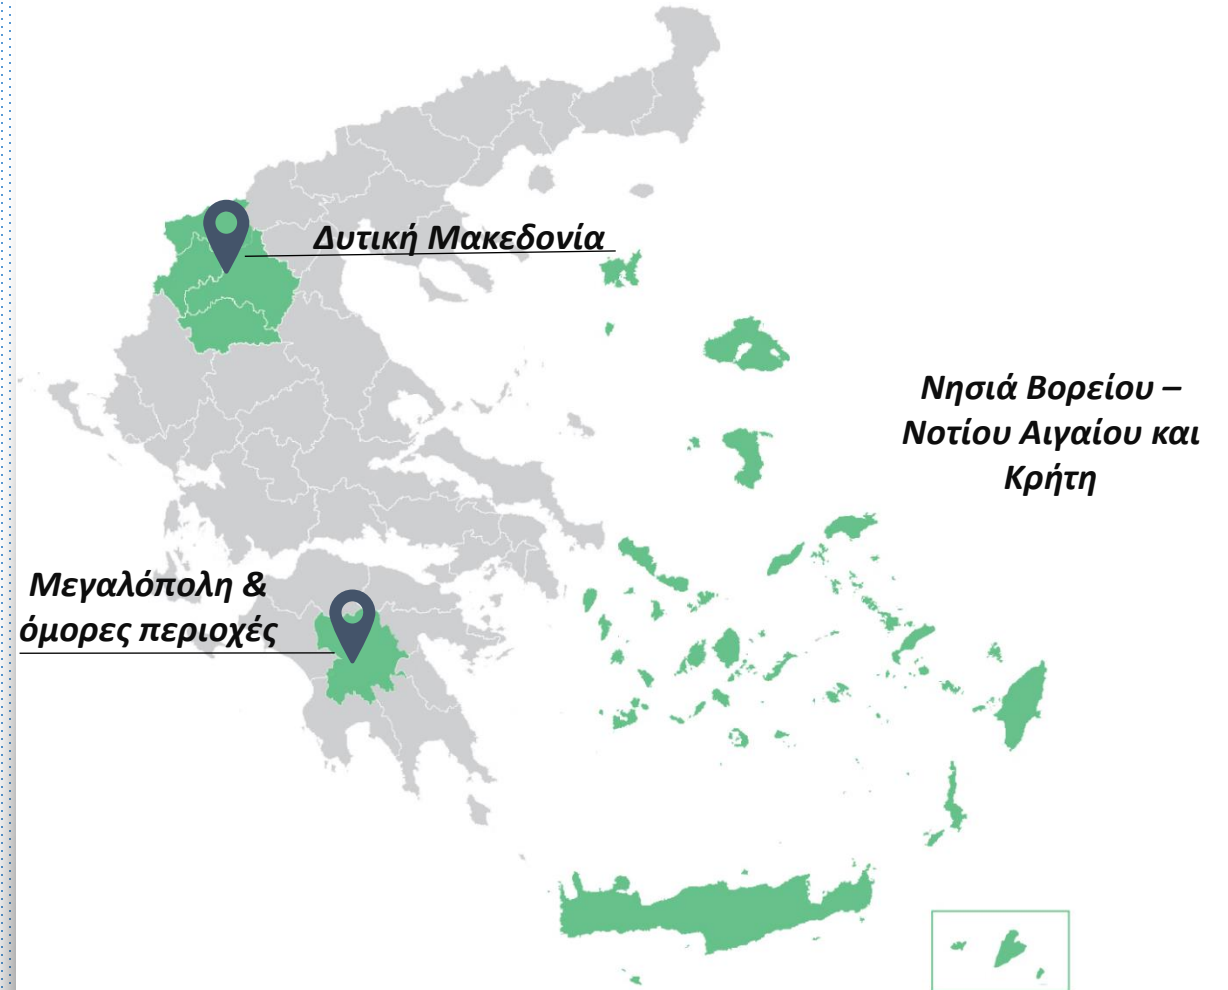 Δυτική Μακεδονία
Νησιά Βορείου –
Νοτίου Αιγαίου και
Κρήτη
Μεγαλόπολη &
όμορες περιοχές